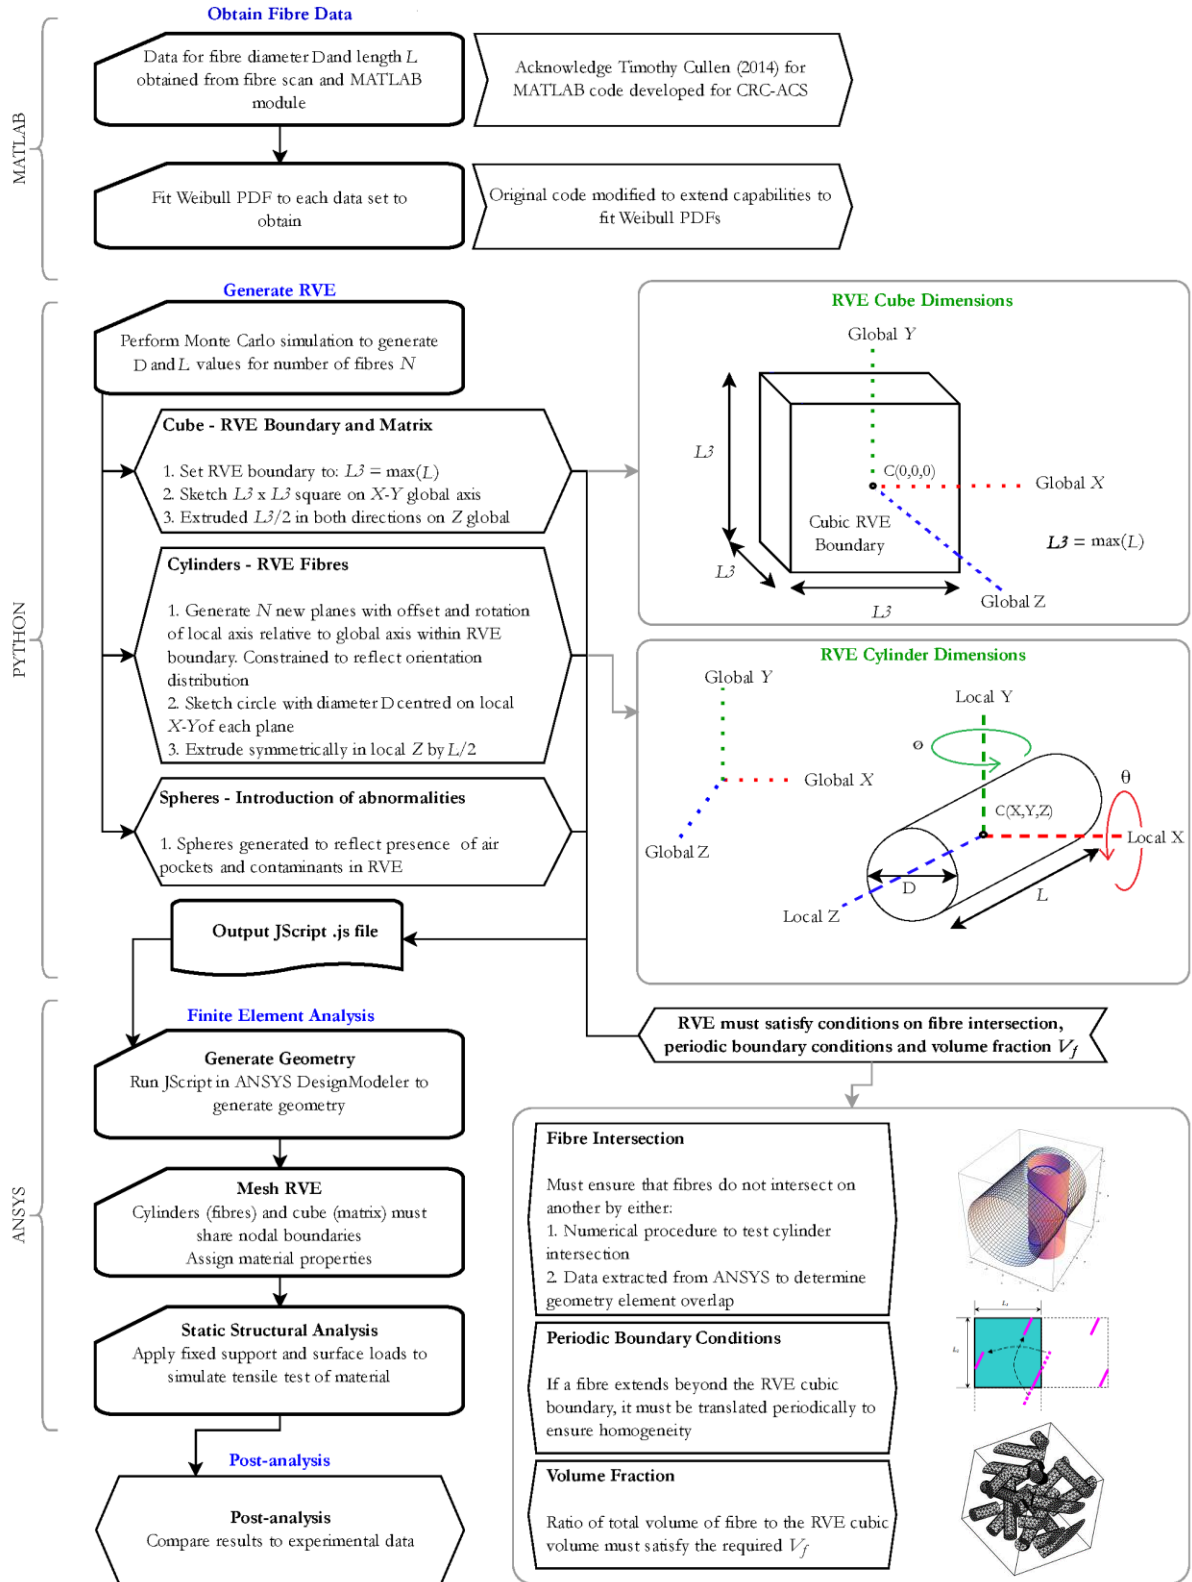 Obtain Fibre Data
MATLAB
Data for fibre diameter D and length L
obtained from fibre scan and MATLAB
module
Acknowledge Timothy Cullen (2014) for
MATLAB code developed for CRC-ACS
Fit Weibull PDF to each data set to
obtain
Original code modified to extend capabilities to
fit Weibull PDFs
PYTHON
Generate RVE
Perform Monte Carlo simulation to generate
D and L values for number of fibres N
Cube - RVE Boundary and Matrix
1. Set RVE boundary to: L3 = max(L)
2. Sketch L3 x L3 square on X-Y global axis
3. Extruded L3/2 in both directions on Z global
Cylinders - RVE Fibres
1. Generate N new planes with offset and rotation
of local axis relative to global axis within RVE
boundary. Constrained to reflect orientation
distribution
2. Sketch circle with diameter D centred on local
X-Y of each plane
3. Extrude symmetrically in local Z by L/2
Spheres - Introduction of abnormalities
1. Spheres generated to reflect presence of air
pockets and contaminants in RVE
Output JScript .js file
RVE Cube Dimensions
Global Y
L3
C(0,0,0)
Global X
Cubic RVE
Boundary
L3 = max(L)
L3
Global Z
L3
RVE Cylinder Dimensions
Global Y
Local Y
ø
Global X
θ
C(X,Y,Z)
Local X
Global Z
D
L
Local Z
ANSYS
Finite Element Analysis
Generate Geometry
Run JScript in ANSYS DesignModeler to
generate geometry
Mesh RVE
Cylinders (fibres) and cube (matrix) must
share nodal boundaries
Assign material properties
Static Structural Analysis
Apply fixed support and surface loads to
simulate tensile test of material
Post-analysis
Post-analysis
Compare results to experimental data
RVE must satisfy conditions on fibre intersection,
periodic boundary conditions and volume fraction Vf
Fibre Intersection
Must ensure that fibres do not intersect on
another by either:
1. Numerical procedure to test cylinder
intersection
2. Data extracted from ANSYS to determine
geometry element overlap
Periodic Boundary Conditions
If a fibre extends beyond the RVE cubic
boundary, it must be translated periodically to
ensure homogeneity
Volume Fraction
Ratio of total volume of fibre to the RVE cubic
volume must satisfy the required Vf